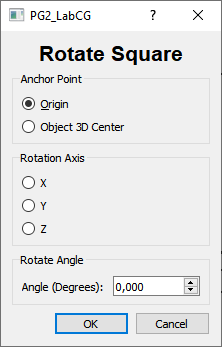 PG2_LabCG
Rotate Square
Anchor Point
Origin
Object 3D Center
Rotation Axis
X
Y
Z
Rotate Angle
Angle (Degrees): 0,000
OK Cancel